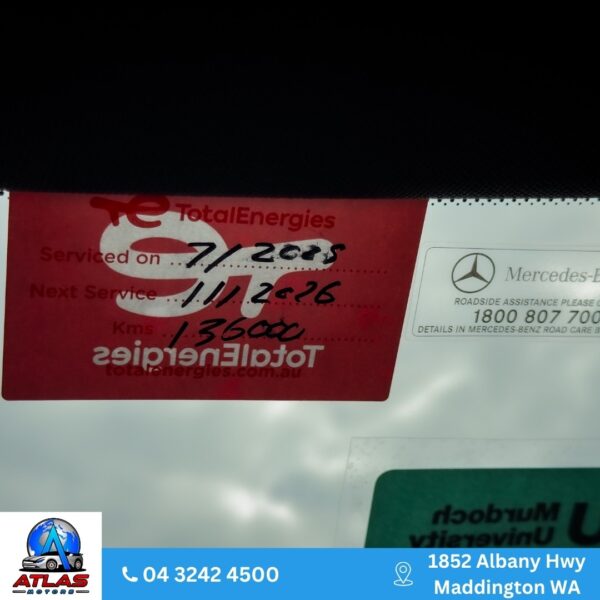 TotalEnergies
Serviced on 7/2025
Next Service 11/2026
Kms 136000
TotalEnergies
totalenergies.com.au
Mercedes-B
ROADSIDE ASSISTANCE PLEASE
1800 807 700
DETAILS IN MERCEDES-BENZ ROAD CARE
Murdoch
University
ATLAS
MOTORS
04 3242 4500
1852 Albany Hwy
Maddington WA